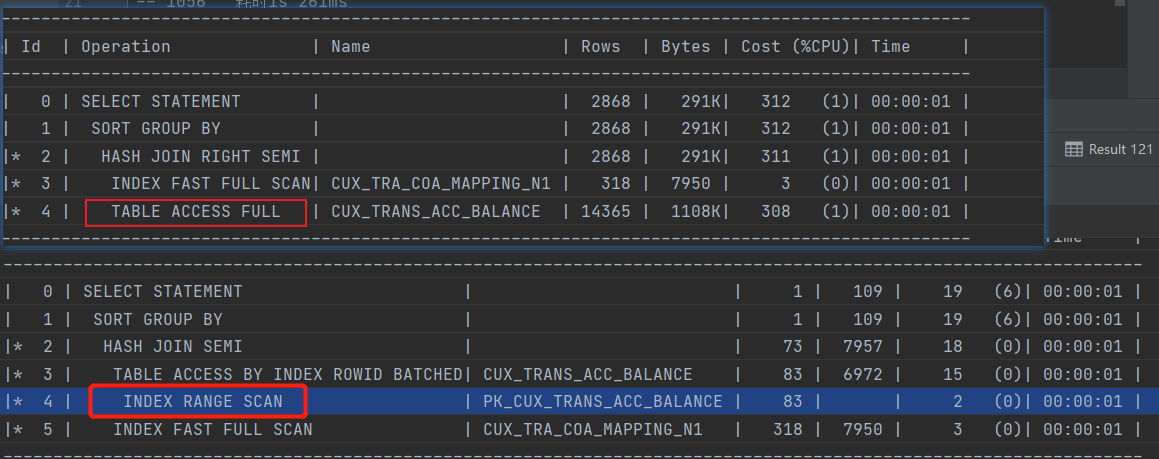 21 -- 1056 耗时is 261ms
| Id | Operation | Name | Rows | Bytes | Cost (%CPU)| Time |
| 0 | SELECT STATEMENT | | 2868 | 291K| 312 (1)| 00:00:01 |
| 1 | SORT GROUP BY | | 2868 | 291K| 312 (1)| 00:00:01 |
|* 2 | HASH JOIN RIGHT SEMI | | 2868 | 291K| 311 (1)| 00:00:01 |
Result 121
|* 3 | INDEX FAST FULL SCAN| CUX_TRA_COA_MAPPING_N1 | 318 | 7950 | 3 (0)| 00:00:01 |
|* 4 | TABLE ACCESS FULL | CUX_TRANS_ACC_BALANCE | 14365 | 1108K| 308 (1)| 00:00:01 |
Time |
| 0 | SELECT STATEMENT | | 1 | 109 | 19 (6)| 00:00:01 |
| 1 | SORT GROUP BY | | 1 | 109 | 19 (6)| 00:00:01 |
|* 2 | HASH JOIN SEMI | | 73 | 7957 | 18 (0)| 00:00:01 |
|* 3 | TABLE ACCESS BY INDEX ROWID BATCHED| CUX_TRANS_ACC_BALANCE | 83 | 6972 | 15 (0)| 00:00:01 |
|* 4 | INDEX RANGE SCAN | PK_CUX_TRANS_ACC_BALANCE | 83 | | 2 (0)| 00:00:01 |
|* 5 | INDEX FAST FULL SCAN | CUX_TRA_COA_MAPPING_N1 | 318 | 7950 | 3 (0)| 00:00:01 |